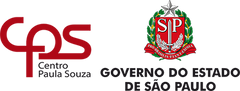 cps
Centro
Paula Souza
SP
GOVERNO DO ESTADO
DE SÃO PAULO